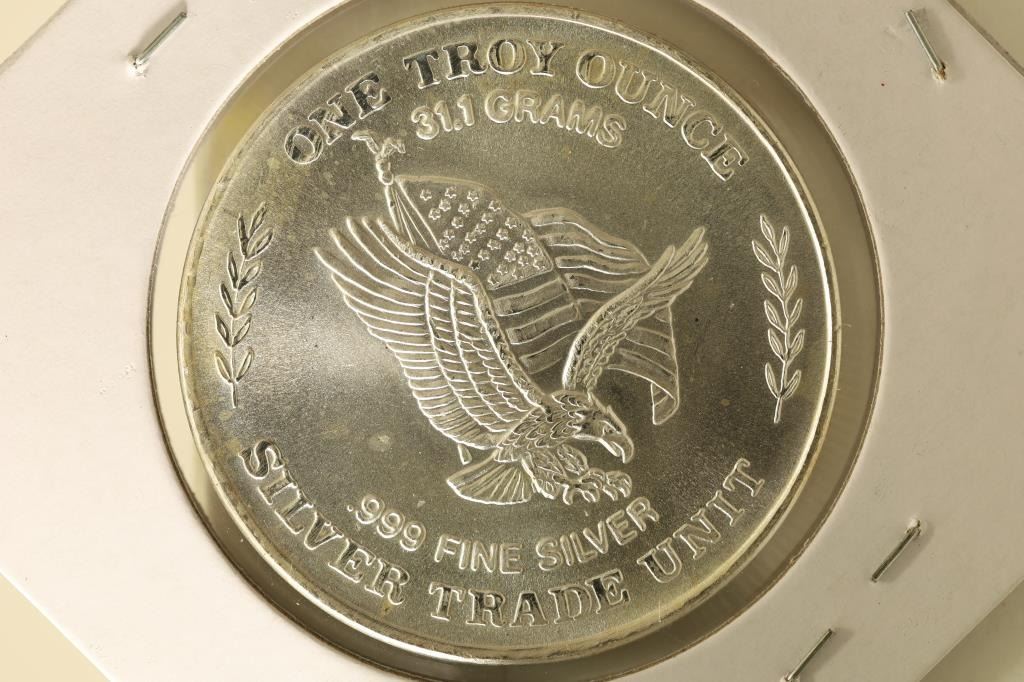 ONE TROY OUNCE
31.1 GRAMS
.999 FINE SILVER
SILVER TRADE UNIT